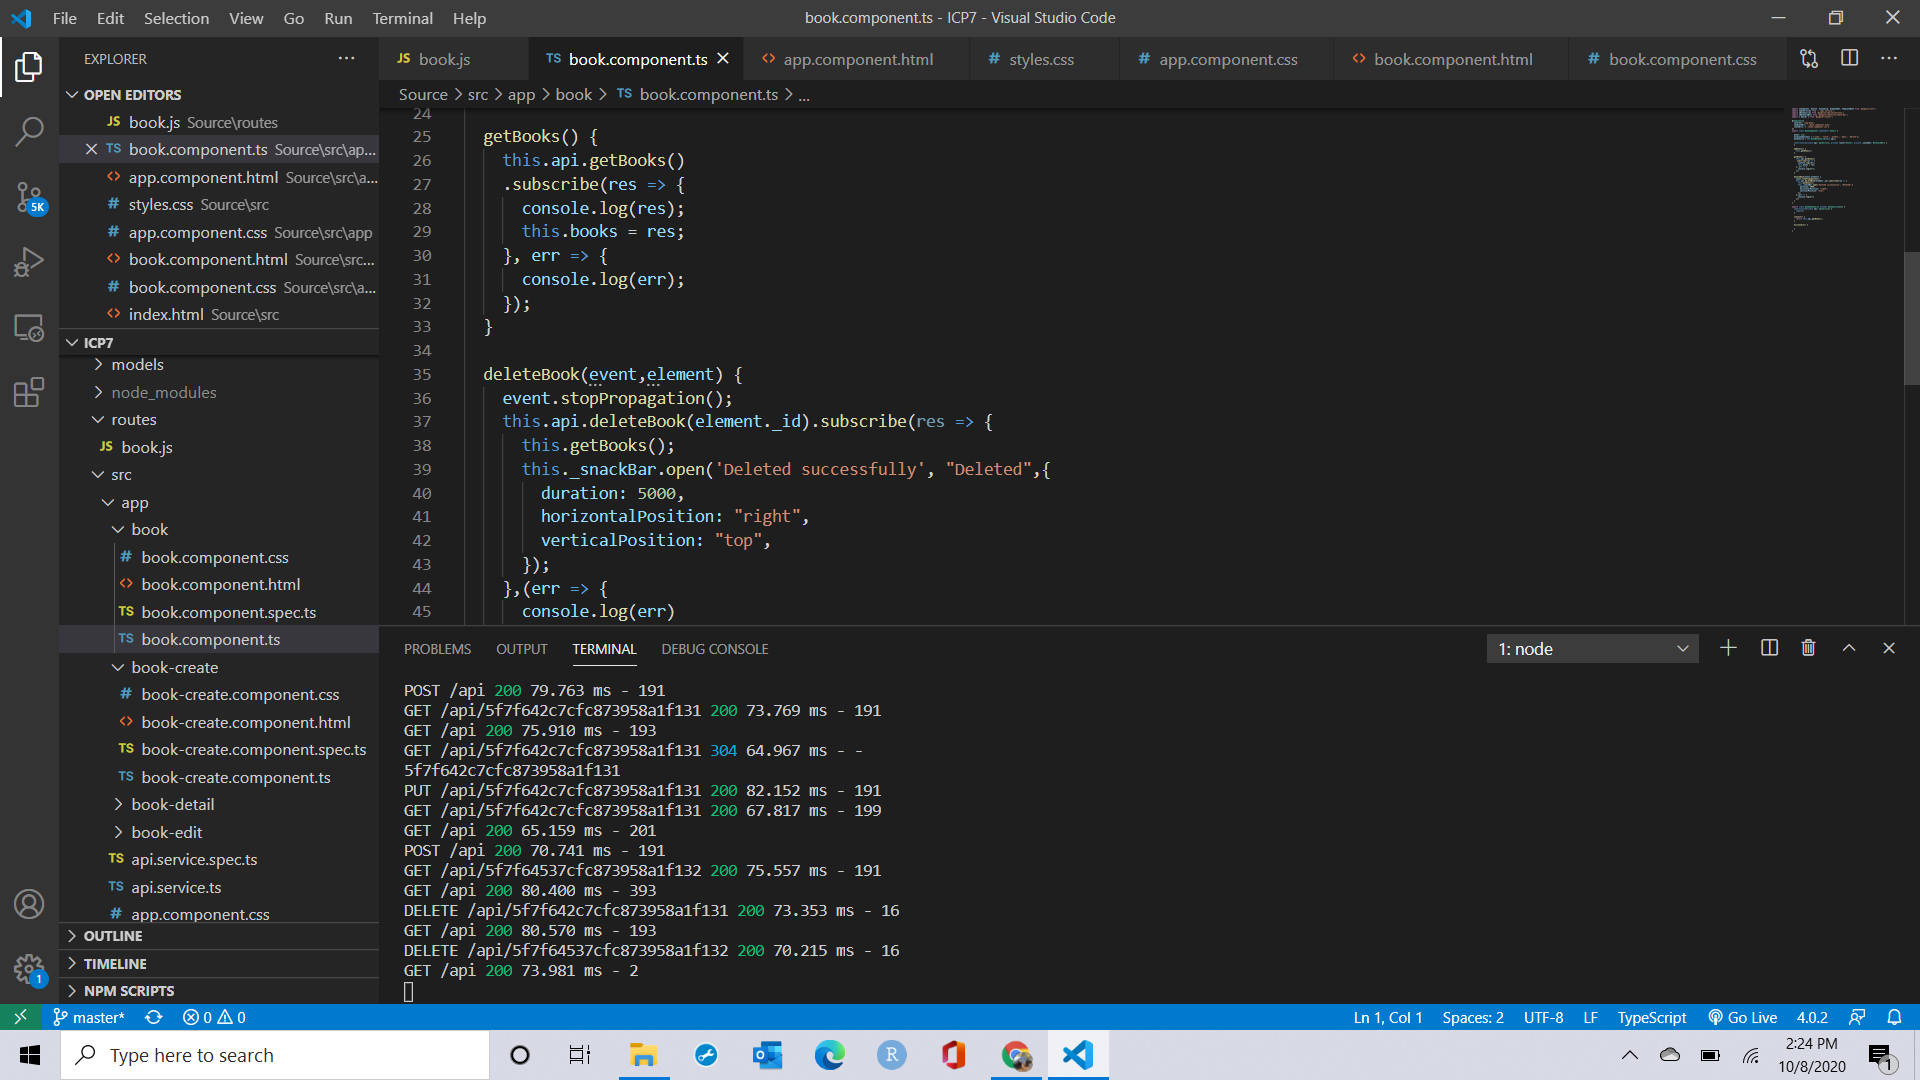 File Edit Selection View Go Run Terminal Help
book.component.ts - ICP7 - Visual Studio Code
EXPLORER
JS book.js
TS book.component.ts
<> app.component.html
# styles.css
# app.component.css
<> book.component.html
# book.component.css
OPEN EDITORS
JS book.js Source\routes
TS book.component.ts Source\src\ap...
<> app.component.html Source\src\a...
# styles.css Source\src
# app.component.css Source\src\app
<> book.component.html Source\src...
# book.component.css Source\src\a...
<> index.html Source\src
ICP7
models
node_modules
routes
JS book.js
src
app
book
# book.component.css
<> book.component.html
TS book.component.spec.ts
TS book.component.ts
book-create
# book-create.component.css
<> book-create.component.html
TS book-create.component.spec.ts
TS book-create.component.ts
book-detail
book-edit
TS api.service.spec.ts
TS api.service.ts
# app.component.css
OUTLINE
TIMELINE
NPM SCRIPTS
5K
1
Source > src > app > book > TS book.component.ts > ...
24
25 getBooks() {
26 this.api.getBooks()
27 .subscribe(res => {
28 console.log(res);
29 this.books = res;
30 }, err => {
31 console.log(err);
32 });
33 }
34
35 deleteBook(event,element) {
36 event.stopPropagation();
37 this.api.deleteBook(element._id).subscribe(res => {
38 this.getBooks();
39 this._snackBar.open('Deleted successfully', "Deleted",{
40 duration: 5000,
41 horizontalPosition: "right",
42 verticalPosition: "top",
43 });
44 },(err => {
45 console.log(err)
PROBLEMS OUTPUT TERMINAL DEBUG CONSOLE
1: node
POST /api 200 79.763 ms - 191
GET /api/5f7f642c7cfc873958a1f131 200 73.769 ms - 191
GET /api 200 75.910 ms - 193
GET /api/5f7f642c7cfc873958a1f131 304 64.967 ms - -
5f7f642c7cfc873958a1f131
PUT /api/5f7f642c7cfc873958a1f131 200 82.152 ms - 191
GET /api/5f7f642c7cfc873958a1f131 200 67.817 ms - 199
GET /api 200 65.159 ms - 201
POST /api 200 70.741 ms - 191
GET /api/5f7f64537cfc873958a1f132 200 75.557 ms - 191
GET /api 200 80.400 ms - 393
DELETE /api/5f7f642c7cfc873958a1f131 200 73.353 ms - 16
GET /api 200 80.570 ms - 193
DELETE /api/5f7f64537cfc873958a1f132 200 70.215 ms - 16
GET /api 200 73.981 ms - 2
master* 0 0
Ln 1, Col 1 Spaces: 2 UTF-8 LF TypeScript Go Live 4.0.2
Type here to search
R
2:24 PM
10/8/2020
1